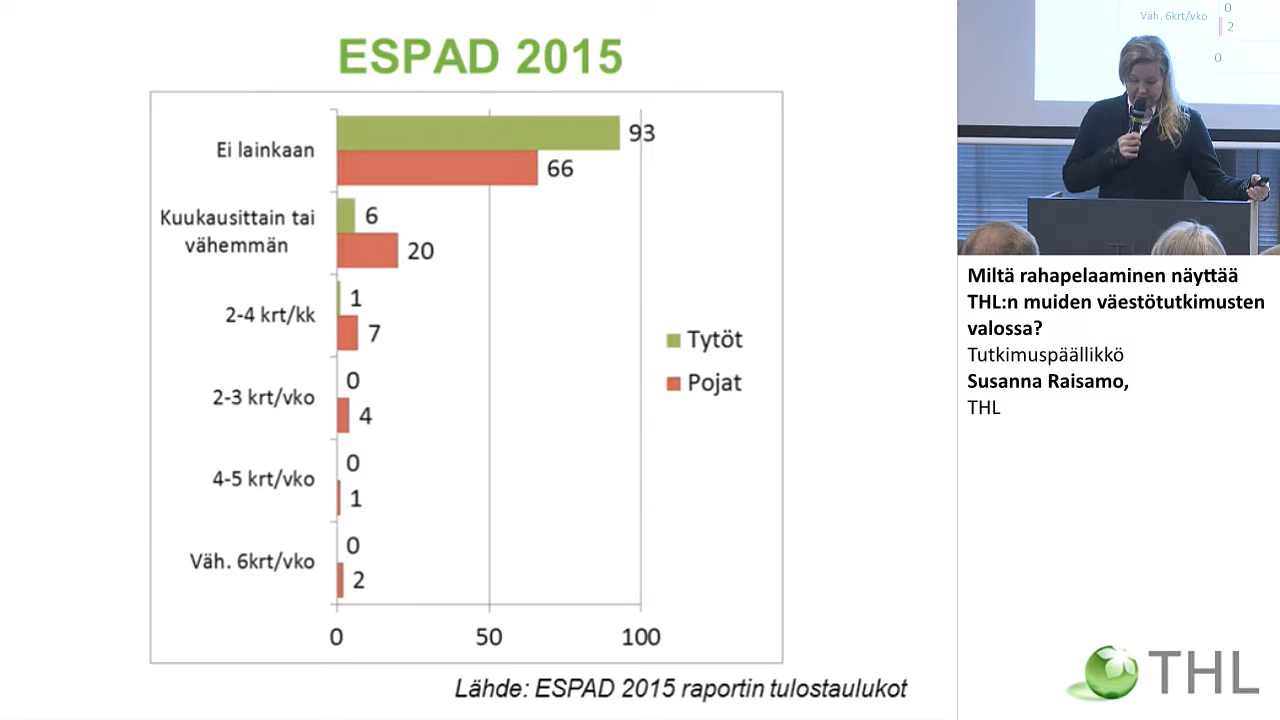 ESPAD 2015
Ei lainkaan
93
66
Kuukausittain tai
vähemmän
6
20
2-4 krt/kk
1
7
2-3 krt/vko
0
4
4-5 krt/vko
0
1
Väh. 6krt/vko
0
2
0
50
100
Tytöt
Pojat
Lähde: ESPAD 2015 raportin tulostaulukot
Väh. 6krt/vko
0
2
0
Miltä rahapelaaminen näyttää
THL:n muiden väestötutkimusten
valossa?
Tutkimuspäällikkö
Susanna Raisamo,
THL
THL